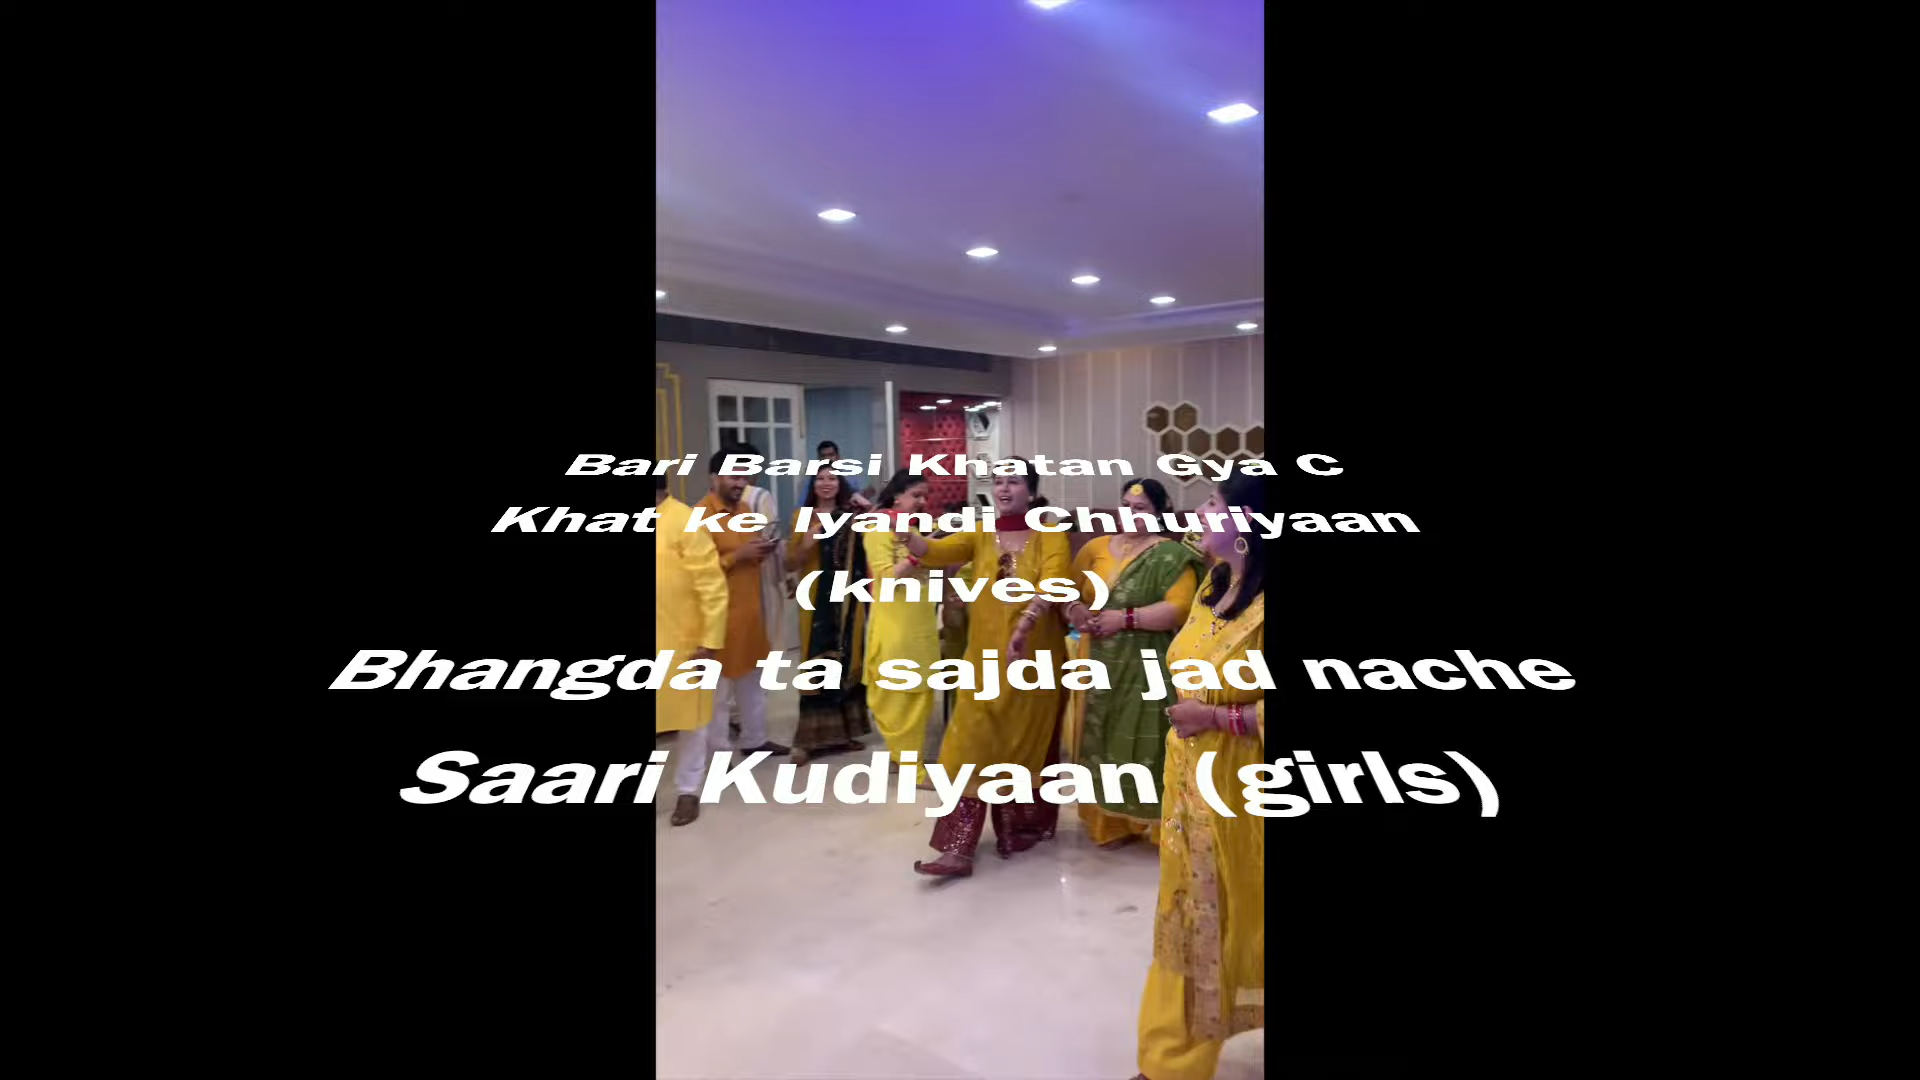 Bari Barsi Khatan Gya C
Khat ke lyandi Chhuriyaan
(knives)
Bhangda ta sajda jad nache
Saari Kudiyaan (girls)